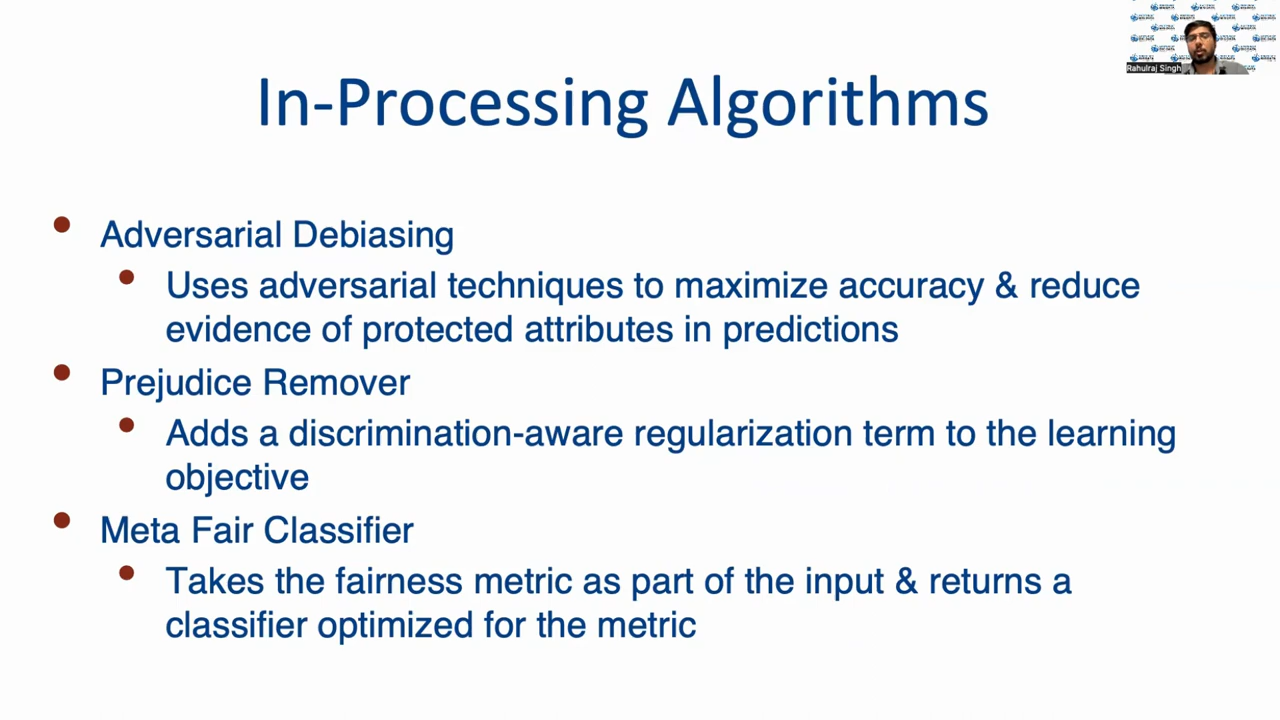 Rahulraj Singh
In-Processing Algorithms
Adversarial Debiasing
Uses adversarial techniques to maximize accuracy & reduce
evidence of protected attributes in predictions
Prejudice Remover
Adds a discrimination-aware regularization term to the learning
objective
Meta Fair Classifier
Takes the fairness metric as part of the input & returns a
classifier optimized for the metric